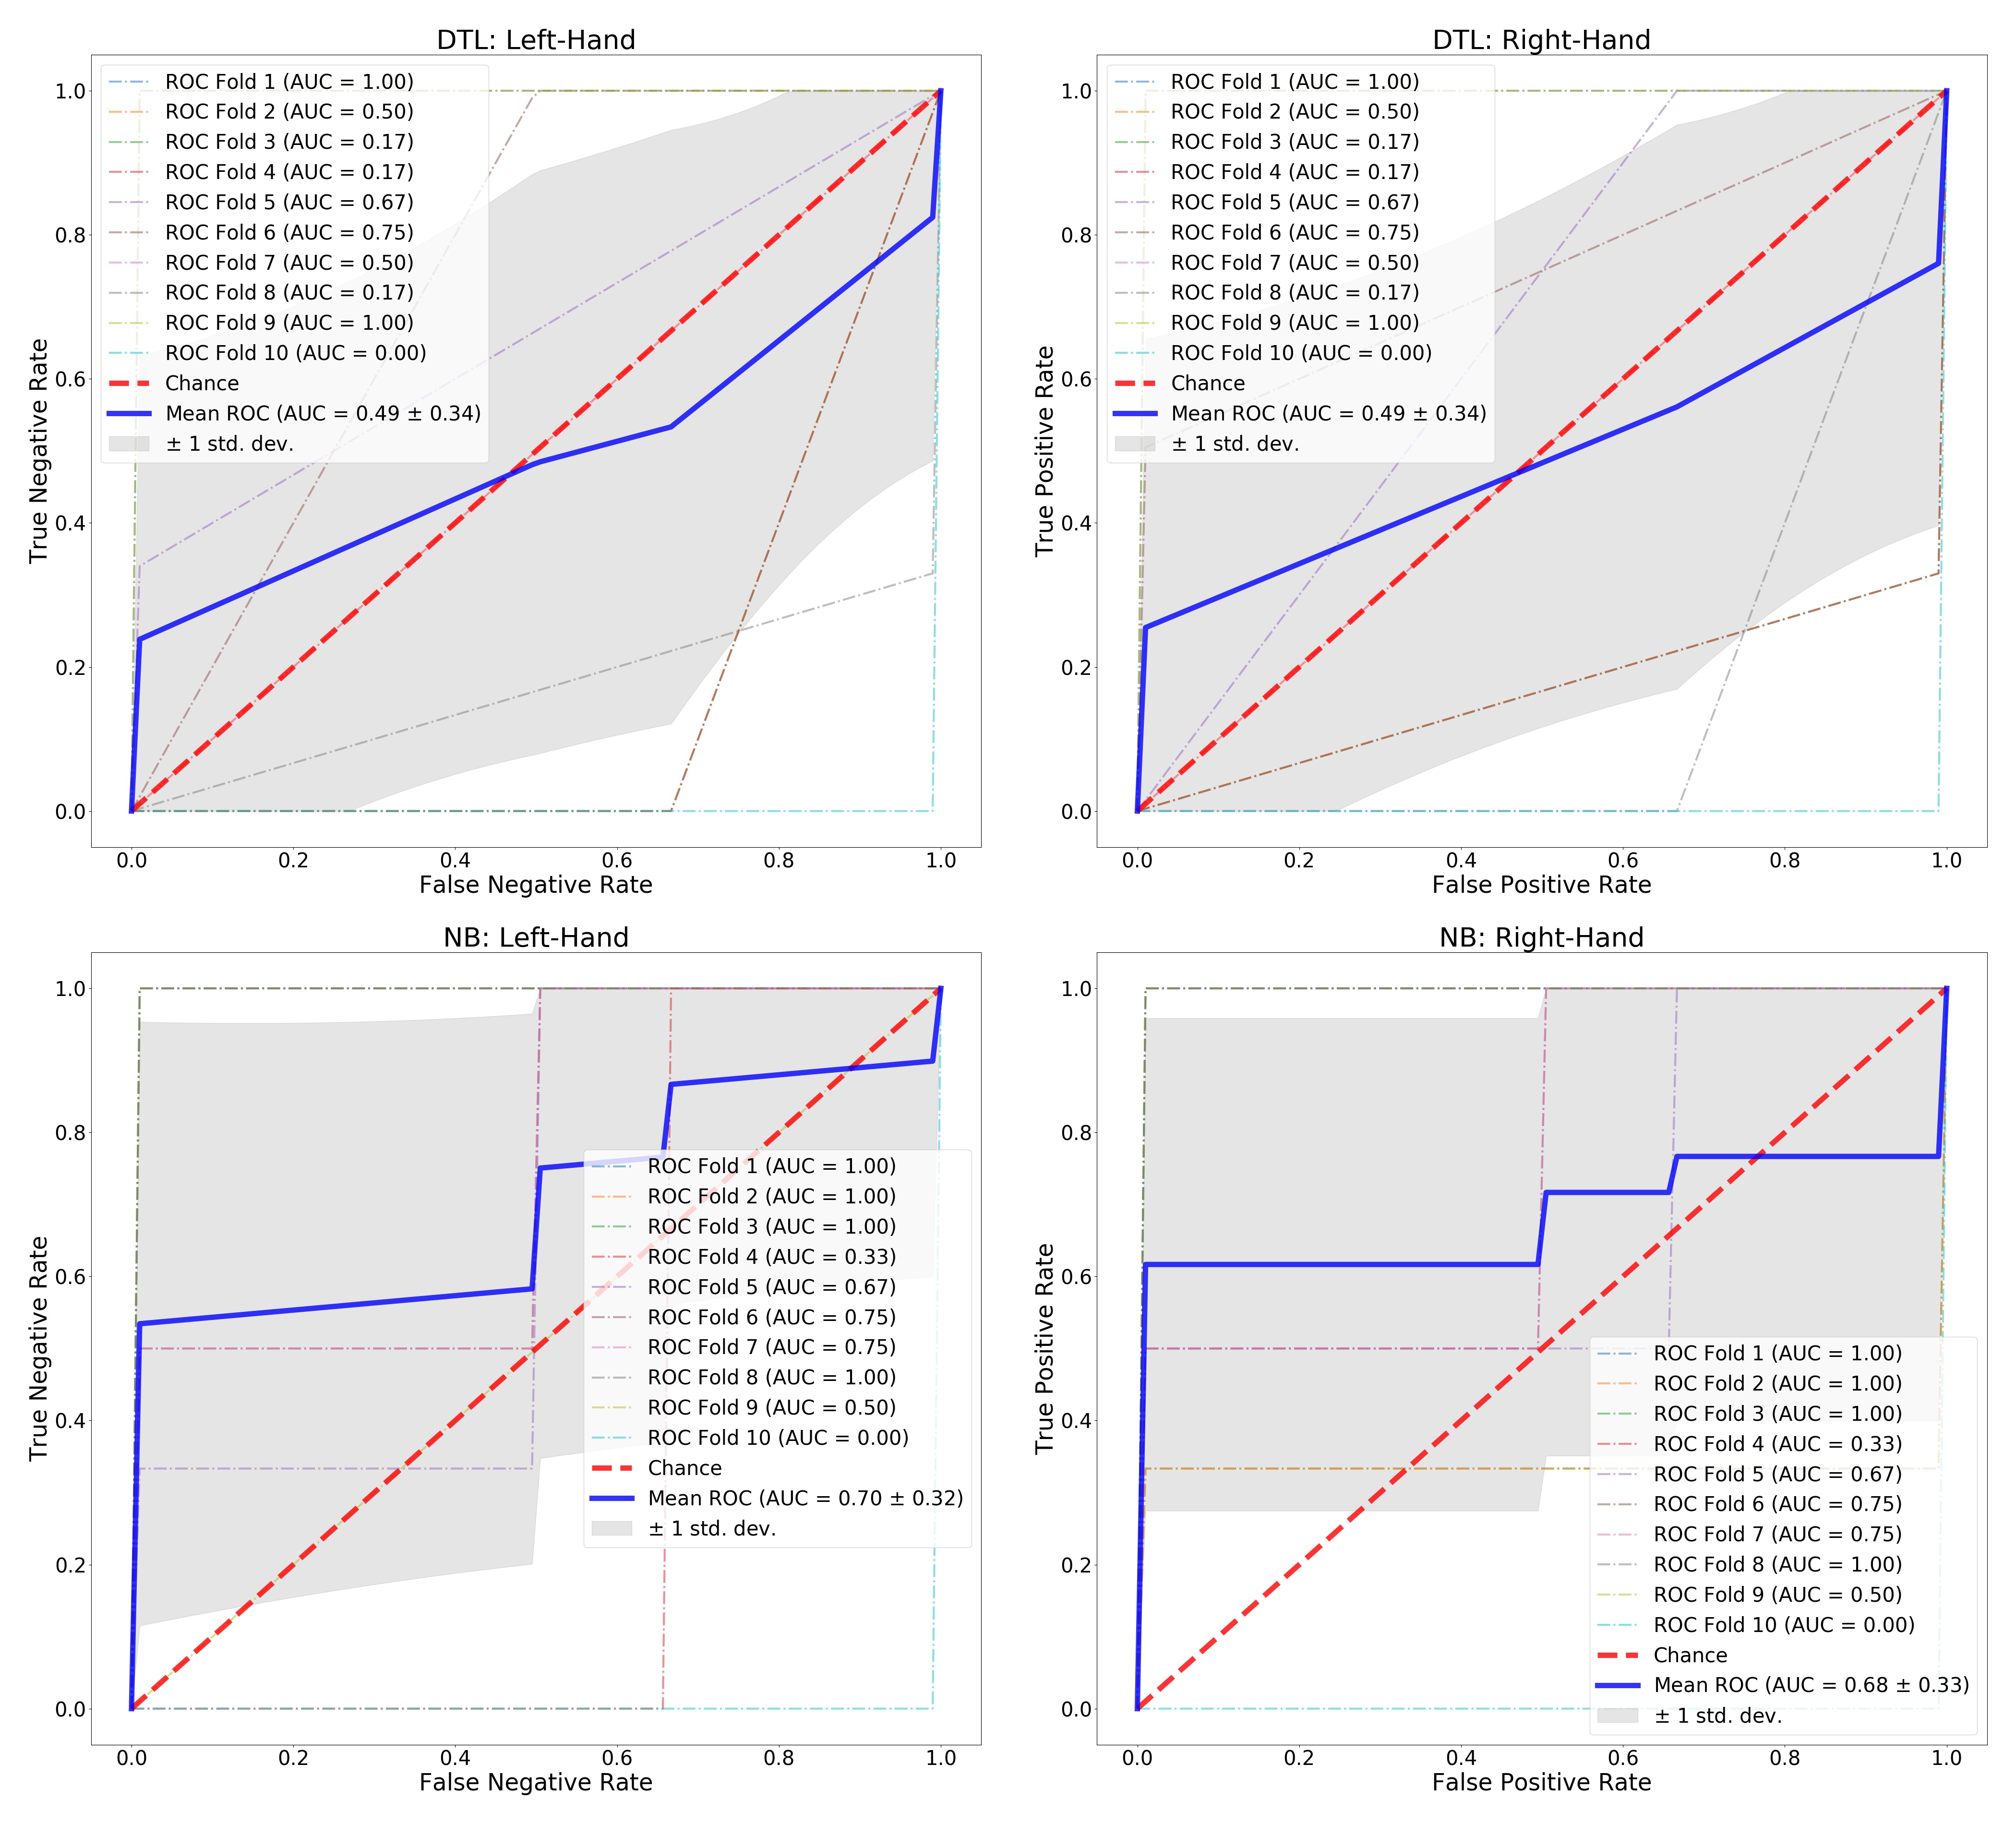 DTL: Left-Hand
True Negative Rate
1.0
0.8
0.6
0.4
0.2
0.0
ROC Fold 1 (AUC = 1.00)
ROC Fold 2 (AUC = 0.50)
ROC Fold 3 (AUC = 0.17)
ROC Fold 4 (AUC = 0.17)
ROC Fold 5 (AUC = 0.67)
ROC Fold 6 (AUC = 0.75)
ROC Fold 7 (AUC = 0.50)
ROC Fold 8 (AUC = 0.17)
ROC Fold 9 (AUC = 1.00)
ROC Fold 10 (AUC = 0.00)
Chance
Mean ROC (AUC = 0.49 ± 0.34)
± 1 std. dev.
0.0 0.2 0.4 0.6 0.8 1.0
False Negative Rate
DTL: Right-Hand
True Positive Rate
1.0
0.8
0.6
0.4
0.2
0.0
ROC Fold 1 (AUC = 1.00)
ROC Fold 2 (AUC = 0.50)
ROC Fold 3 (AUC = 0.17)
ROC Fold 4 (AUC = 0.17)
ROC Fold 5 (AUC = 0.67)
ROC Fold 6 (AUC = 0.75)
ROC Fold 7 (AUC = 0.50)
ROC Fold 8 (AUC = 0.17)
ROC Fold 9 (AUC = 1.00)
ROC Fold 10 (AUC = 0.00)
Chance
Mean ROC (AUC = 0.49 ± 0.34)
± 1 std. dev.
0.0 0.2 0.4 0.6 0.8 1.0
False Positive Rate
NB: Left-Hand
True Negative Rate
1.0
0.8
0.6
0.4
0.2
0.0
ROC Fold 1 (AUC = 1.00)
ROC Fold 2 (AUC = 1.00)
ROC Fold 3 (AUC = 1.00)
ROC Fold 4 (AUC = 0.33)
ROC Fold 5 (AUC = 0.67)
ROC Fold 6 (AUC = 0.75)
ROC Fold 7 (AUC = 0.75)
ROC Fold 8 (AUC = 1.00)
ROC Fold 9 (AUC = 0.50)
ROC Fold 10 (AUC = 0.00)
Chance
Mean ROC (AUC = 0.70 ± 0.32)
± 1 std. dev.
0.0 0.2 0.4 0.6 0.8 1.0
False Negative Rate
NB: Right-Hand
True Positive Rate
1.0
0.8
0.6
0.4
0.2
0.0
ROC Fold 1 (AUC = 1.00)
ROC Fold 2 (AUC = 1.00)
ROC Fold 3 (AUC = 1.00)
ROC Fold 4 (AUC = 0.33)
ROC Fold 5 (AUC = 0.67)
ROC Fold 6 (AUC = 0.75)
ROC Fold 7 (AUC = 0.75)
ROC Fold 8 (AUC = 1.00)
ROC Fold 9 (AUC = 0.50)
ROC Fold 10 (AUC = 0.00)
Chance
Mean ROC (AUC = 0.68 ± 0.33)
± 1 std. dev.
0.0 0.2 0.4 0.6 0.8 1.0
False Positive Rate